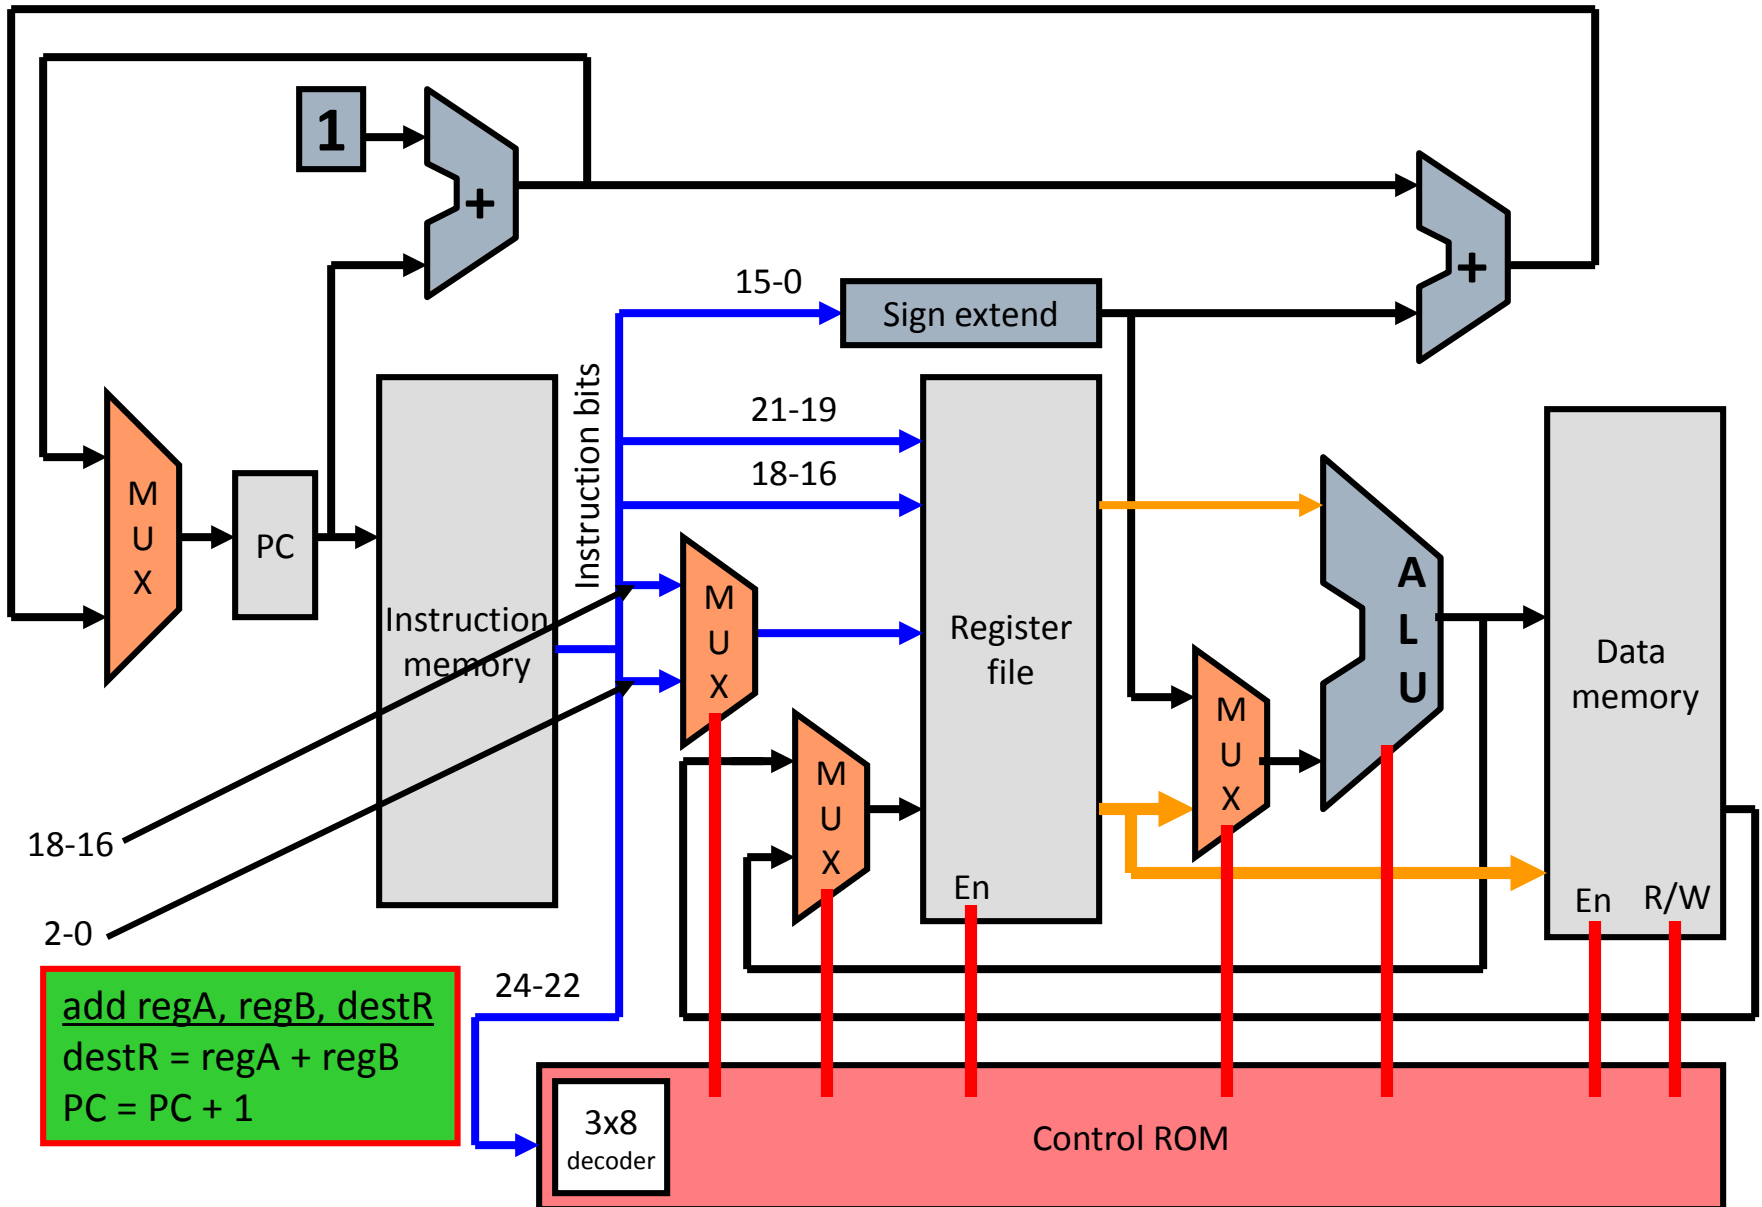 1
+
+
15-0
Sign extend
Instruction bits
21-19
18-16
M
U
X
PC
Instruction
memory
M
U
X
Register
file
En
A
L
U
M
U
X
M
U
X
Data
memory
En
R/W
18-16
2-0
24-22
add regA, regB, destR
destR = regA + regB
PC = PC + 1
3x8
decoder
Control ROM